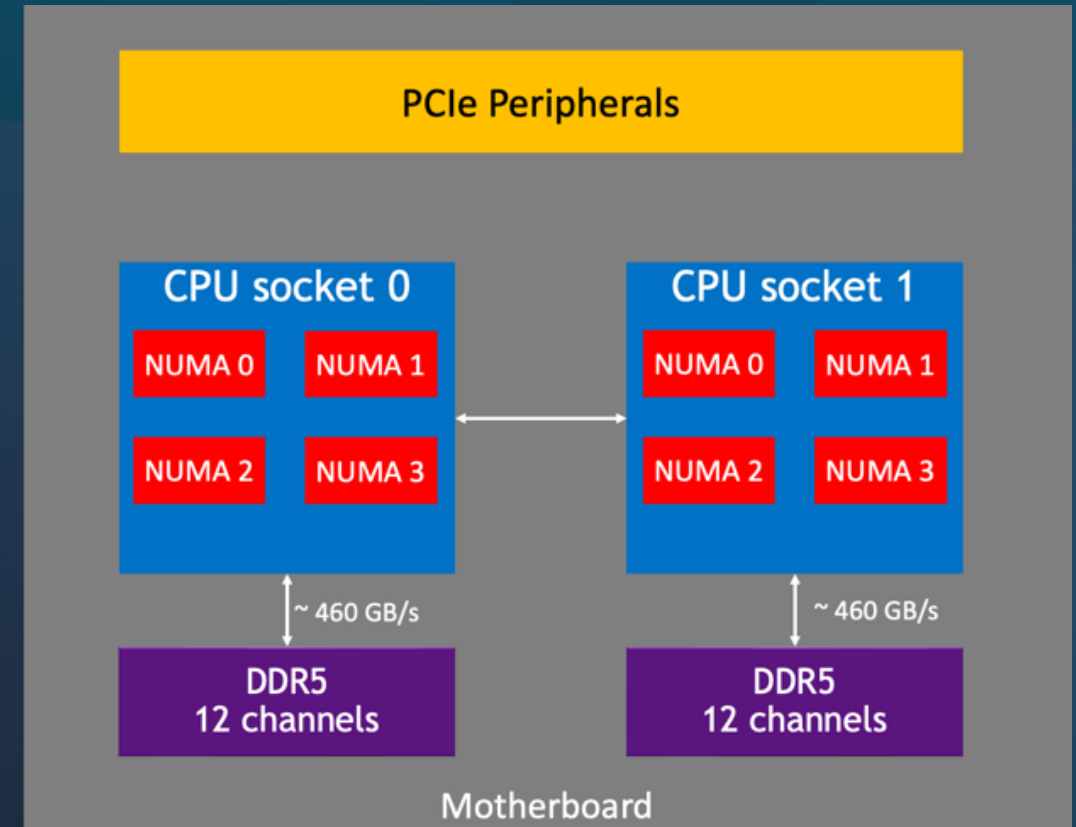 PCIe Peripherals
CPU socket 0
CPU socket 1
NUMA 0
NUMA 1
NUMA 0
NUMA 1
NUMA 2
NUMA 3
NUMA 2
NUMA 3
~ 460 GB/s
~ 460 GB/s
DDR5
12 channels
DDR5
12 channels
Motherboard